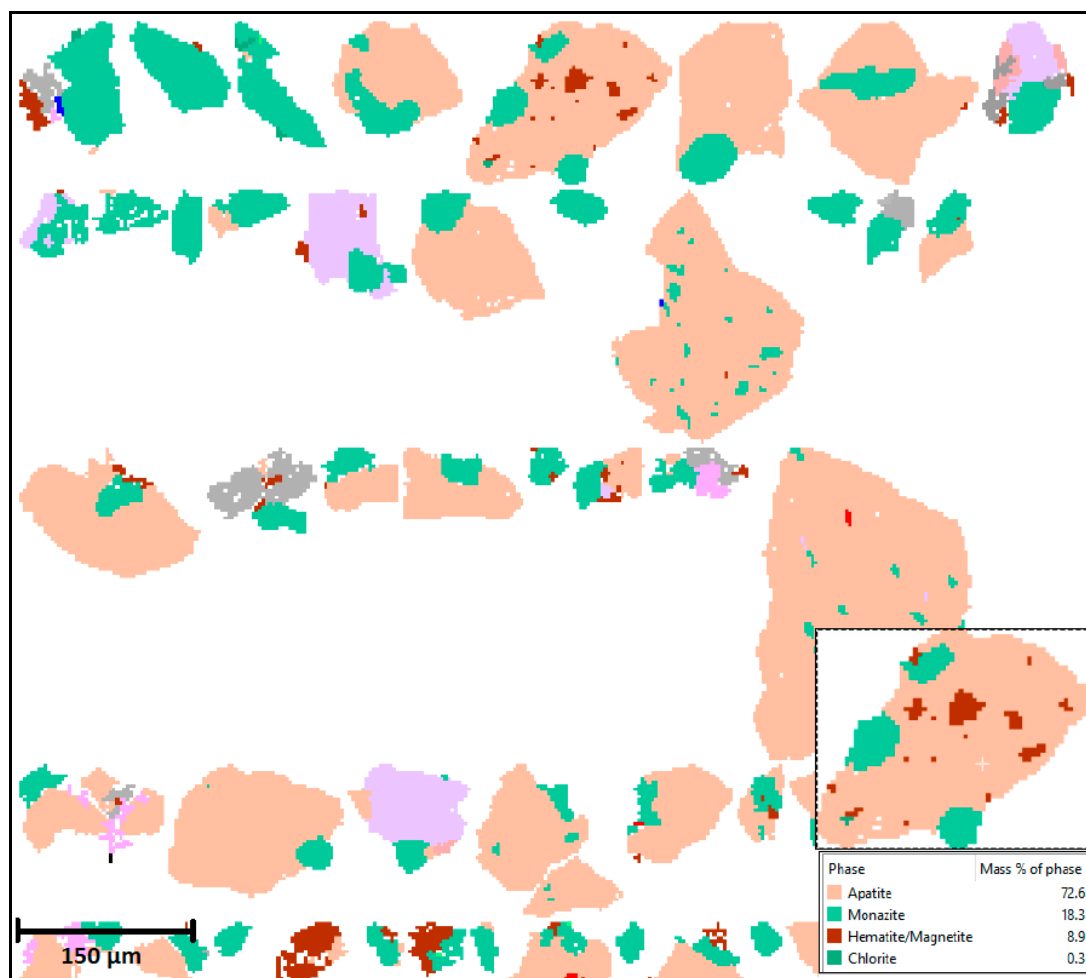 150 µm
Phase Mass % of phase
Apatite 72.6
Monazite 18.3
Hematite/Magnetite 8.9
Chlorite 0.3